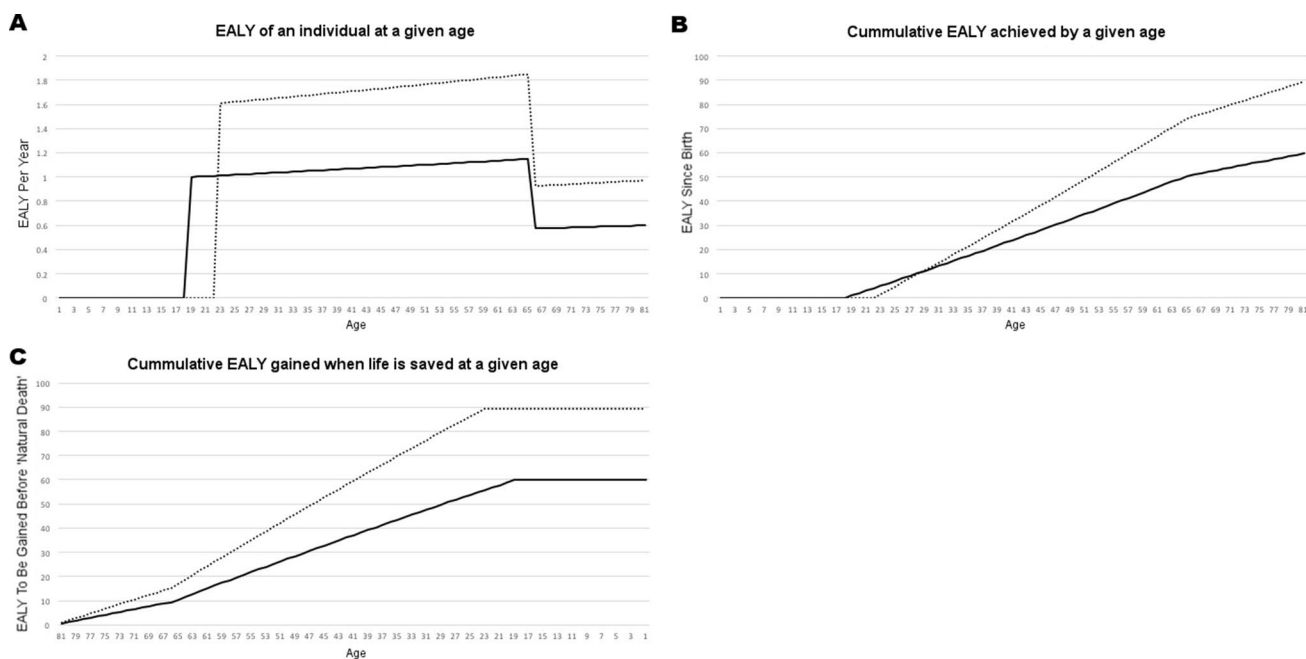 A
EALY of an individual at a given age
EALY Per Year
2
1.8
1.6
1.4
1.2
1
0.8
0.6
0.4
0.2
0
1 3 5 7 9 11 13 15 17 19 21 23 25 27 29 31 33 35 37 39 41 43 45 47 49 51 53 55 57 59 61 63 65 67 69 71 73 75 77 79 81
Age
B
Cummulative EALY achieved by a given age
EALY Since Birth
100
90
80
70
60
50
40
30
20
10
0
1 3 5 7 9 11 13 15 17 19 21 23 25 27 29 31 33 35 37 39 41 43 45 47 49 51 53 55 57 59 61 63 65 67 69 71 73 75 77 79 81
Age
C
Cummulative EALY gained when life is saved at a given age
EALY To Be Gained Before 'Natural Death'
100
90
80
70
60
50
40
30
20
10
0
81 79 77 75 73 71 69 67 65 63 61 59 57 55 53 51 49 47 45 43 41 39 37 35 33 31 29 27 25 23 21 19 17 15 13 11 9 7 5 3 1
Age